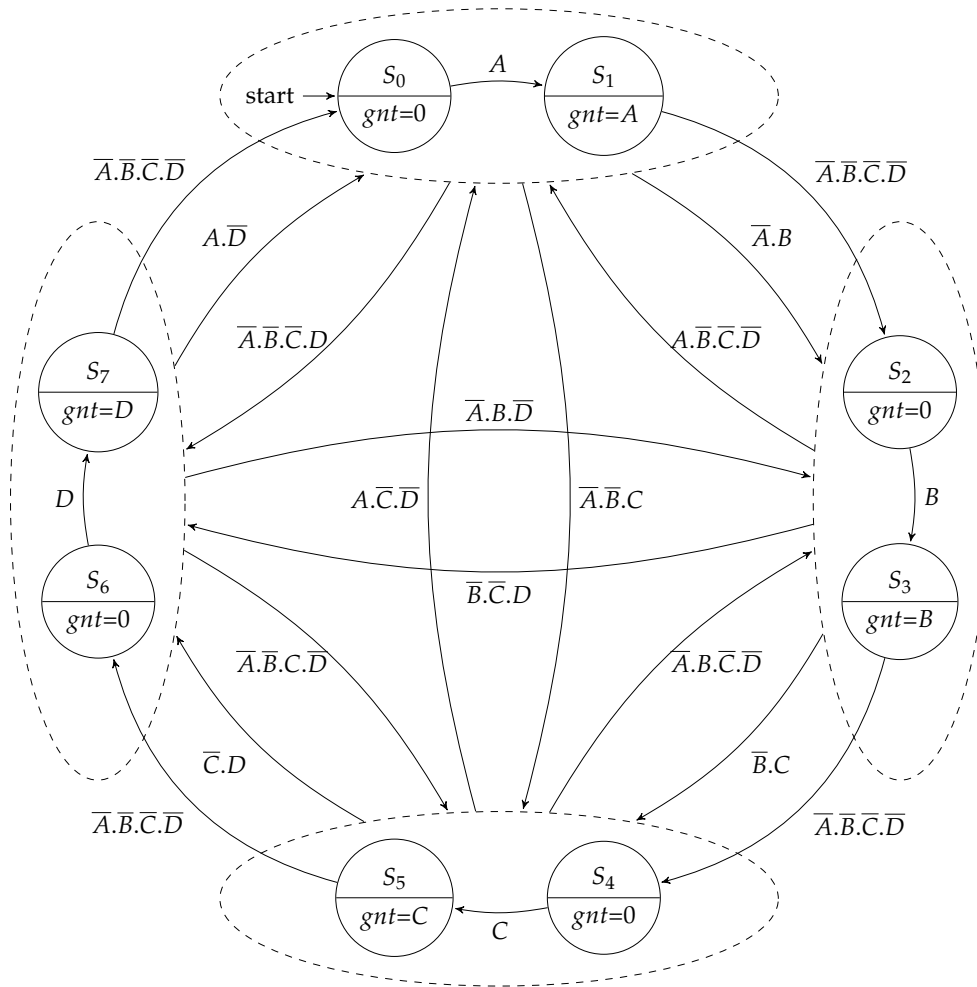 A
S₀
S₁
start
gnt=0
gnt=A
A̅.B̅.C̅.D̅
A̅.B̅.C̅.D̅
A.D̅
A̅.B
A̅.B̅.C̅.D
A.B̅.C̅.D̅
S₇
S₂
gnt=D
gnt=0
A̅.B.D̅
D
A.C̅.D̅
A̅.B̅.C
B
S₆
S₃
B̅.C̅.D
gnt=0
gnt=B
A̅.B̅.C.D̅
A̅.B.C̅.D̅
C̅.D
B̅.C
A̅.B̅.C̅.D̅
A̅.B̅.C̅.D̅
S₅
S₄
gnt=C
gnt=0
C